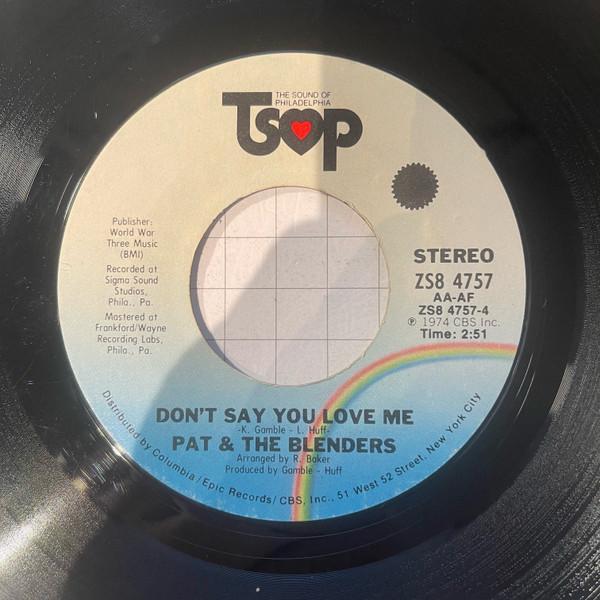 THE SOUND OF
PHILADELPHIA
TSOP
Publisher:
World War
Three Music
(BMI)
Recorded at
Sigma Sound
Studios,
Phila., Pa.
Mastered at
Frankford/Wayne
Recording Labs,
Phila., Pa.
STEREO
ZS8 4757
AA-AF
ZS8 4757-4
℗ 1974 CBS Inc.
Time: 2:51
DON'T SAY YOU LOVE ME
-K. Gamble - L. Huff-
PAT & THE BLENDERS
Arranged by R. Baker
Produced by Gamble - Huff
Distributed by Columbia/Epic Records/CBS, Inc., 51 West 52 Street, New York City